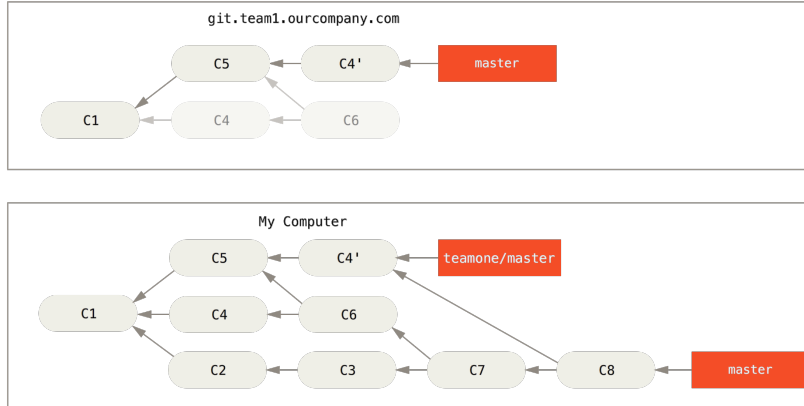 git.team1.ourcompany.com
C5 C4' master
C1 C4 C6
My Computer
C5 C4' teamone/master
C1 C4 C6
C2 C3 C7 C8 master